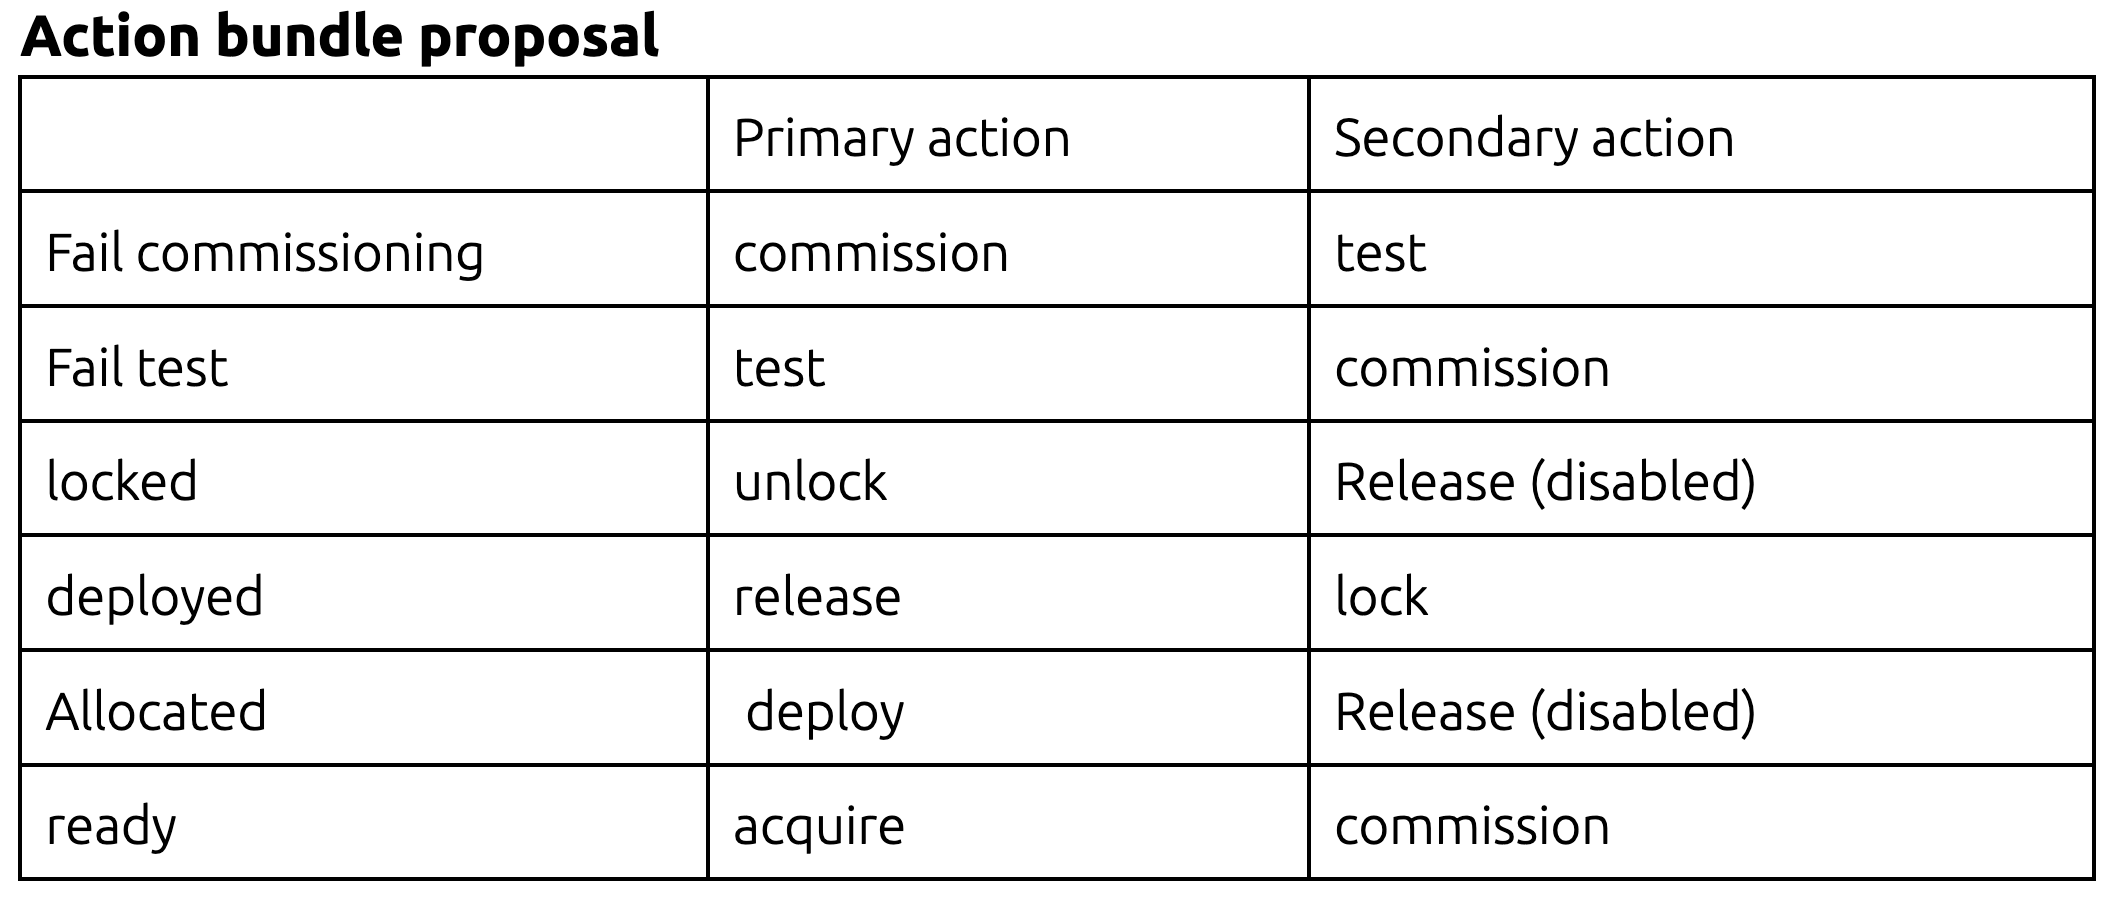 Action bundle proposal
Primary action Secondary action
Fail commissioning commission test
Fail test test commission
locked unlock Release (disabled)
deployed release lock
Allocated deploy Release (disabled)
ready acquire commission